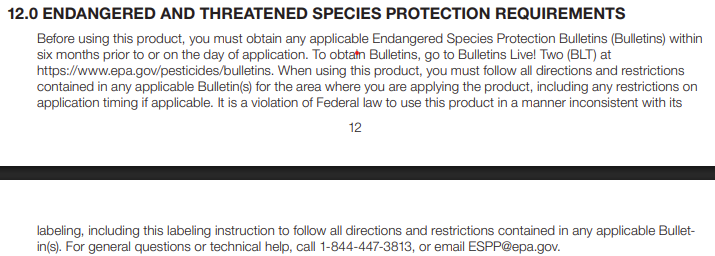 12.0 ENDANGERED AND THREATENED SPECIES PROTECTION REQUIREMENTS
Before using this product, you must obtain any applicable Endangered Species Protection Bulletins (Bulletins) within
six months prior to or on the day of application. To obtain Bulletins, go to Bulletins Live! Two (BLT) at
https://www.epa.gov/pesticides/bulletins. When using this product, you must follow all directions and restrictions
contained in any applicable Bulletin(s) for the area where you are applying the product, including any restrictions on
application timing if applicable. It is a violation of Federal law to use this product in a manner inconsistent with its
12
labeling, including this labeling instruction to follow all directions and restrictions contained in any applicable Bullet-
in(s). For general questions or technical help, call 1-844-447-3813, or email ESPP@epa.gov.